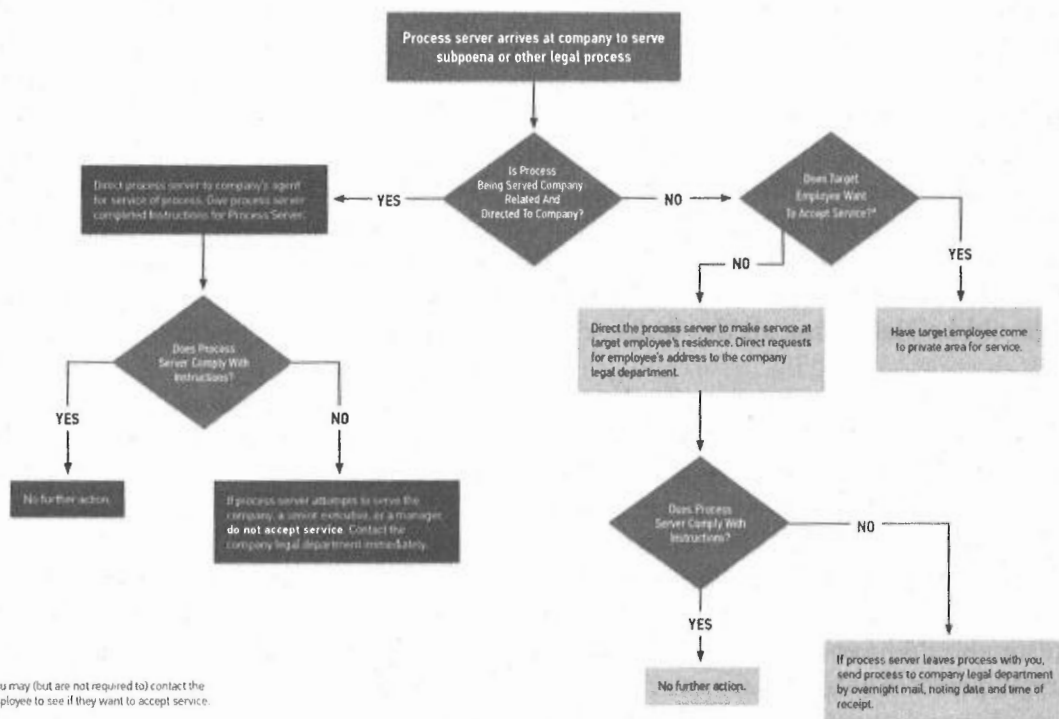 Process server arrives at company to serve
subpoena or other legal process
Is Process
Being Served Company
Related And
Directed To Company?
YES
NO
Direct process server to company's agent
for service of process. Give process server
completed Instructions for Process Server.
Does Process
Server Comply With
Instructions?
YES
NO
No further action.
If process server attempts to serve the
company, a senior executive, or a manager,
do not accept service. Contact the
company legal department immediately.
Does Target
Employee Want
To Accept Service?*
NO
YES
Direct the process server to make service at
target employee's residence. Direct requests
for employee's address to the company
legal department.
Have target employee come
to private area for service.
Does Process
Server Comply With
Instructions?
YES
NO
No further action.
If process server leaves process with you,
send process to company legal department
by overnight mail, noting date and time of
receipt.
may (but are not required to) contact the
to see if they want to accept service.